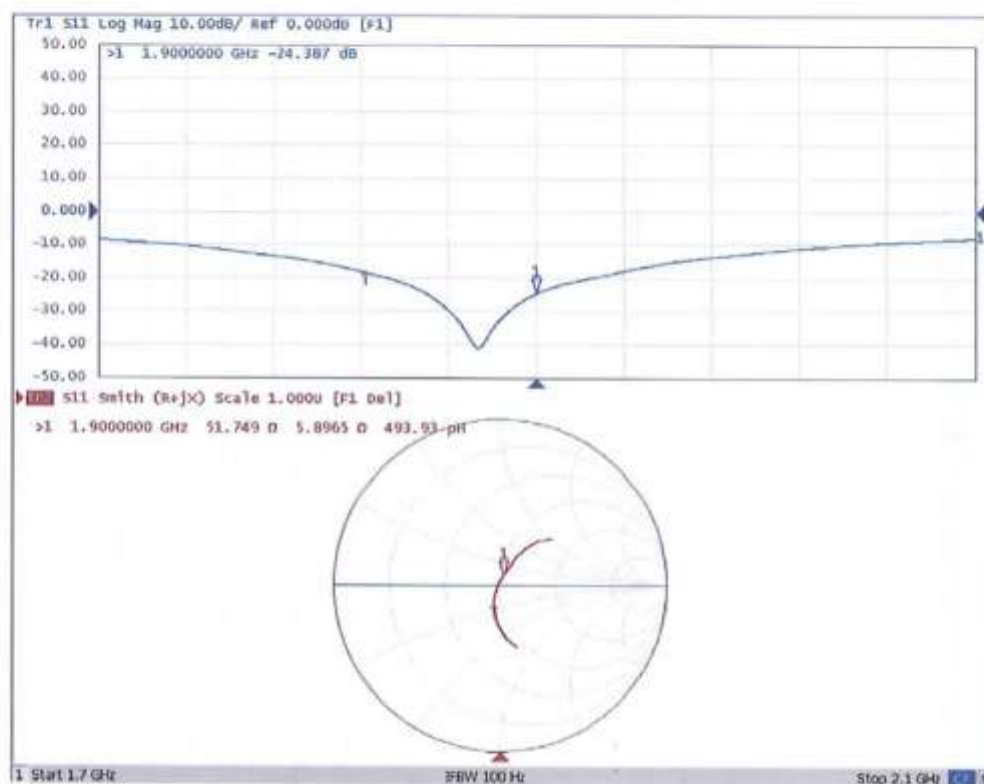 Tr1 S11 Log Mag 10.00dB/ Ref 0.000dB [F1]
50.00
>1 1.9000000 GHz -24.387 dB
40.00
30.00
20.00
10.00
0.000
-10.00
-20.00
-30.00
-40.00
-50.00
1
1
S11 Smith (R+jX) Scale 1.000U [F1 Del]
>1 1.9000000 GHz 51.749 Ω 5.8965 Ω 493.93 pH
1
1 Start 1.7 GHz
IFBW 100 Hz
Stop 2.1 GHz